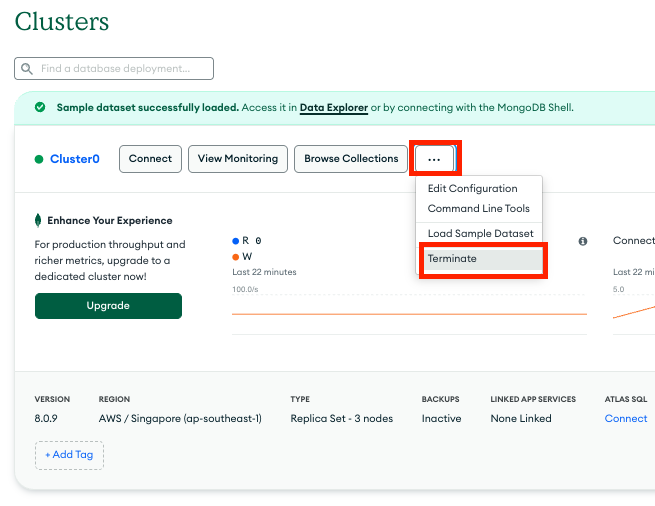 Clusters
Find a database deployment...
Sample dataset successfully loaded. Access it in Data Explorer or by connecting with the MongoDB Shell.
Cluster0
Connect
View Monitoring
Browse Collections
...
Edit Configuration
Command Line Tools
Load Sample Dataset
Terminate
Enhance Your Experience
For production throughput and
richer metrics, upgrade to a
dedicated cluster now!
Upgrade
R 0
W
Last 22 minutes
100.0/s
Connect
Last 22 min
5.0
VERSION
8.0.9
REGION
AWS / Singapore (ap-southeast-1)
TYPE
Replica Set - 3 nodes
BACKUPS
Inactive
LINKED APP SERVICES
None Linked
ATLAS SQL
Connect
+ Add Tag